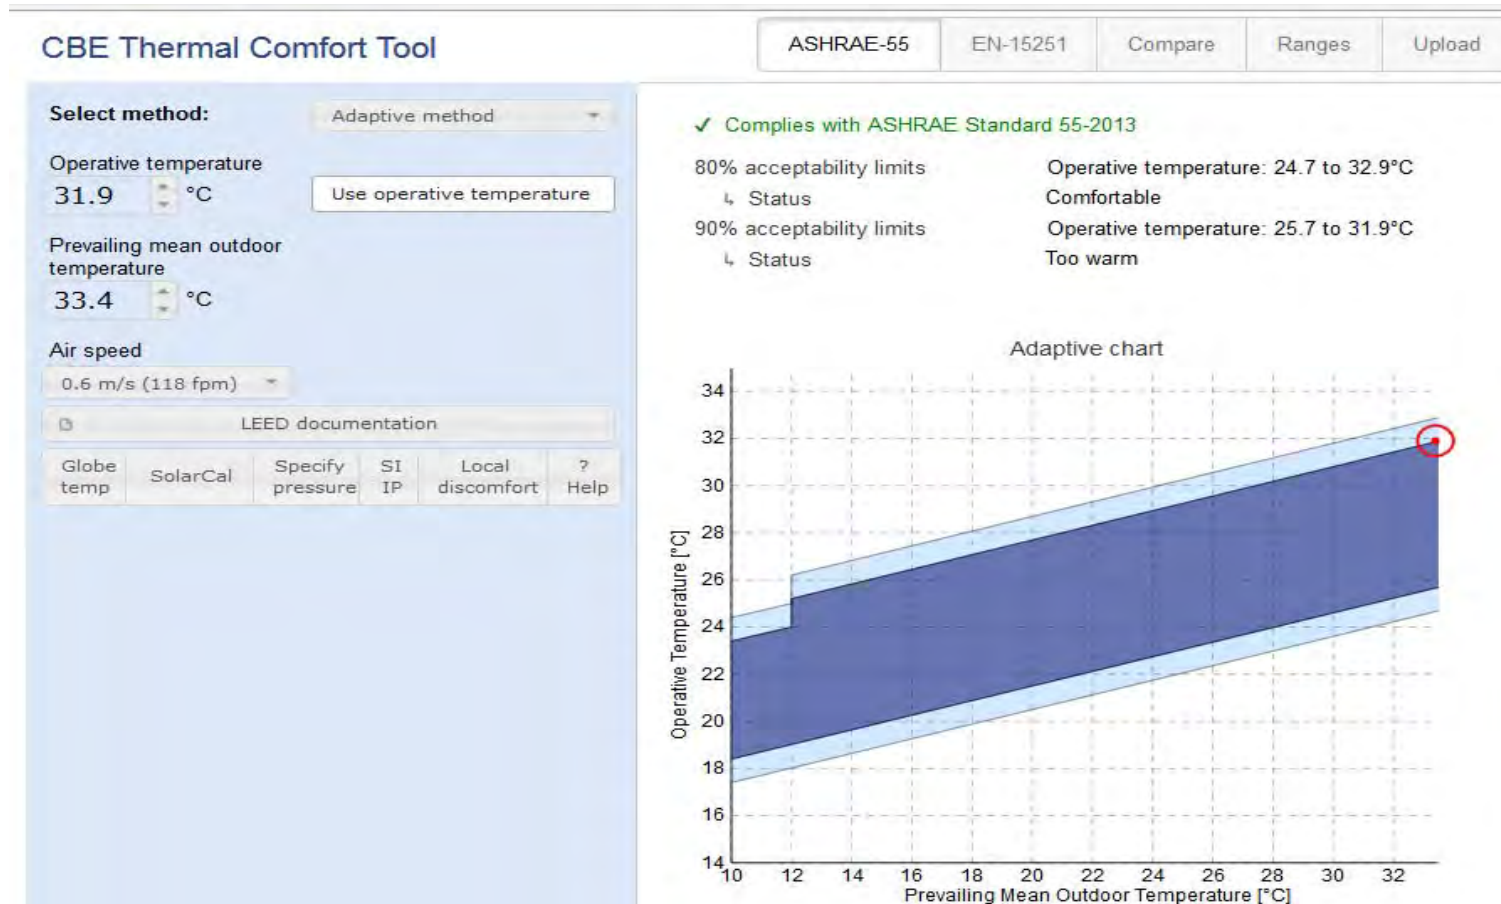 CBE Thermal Comfort Tool
ASHRAE-55 EN-15251 Compare Ranges Upload
Select method: Adaptive method
Operative temperature
31.9 °C Use operative temperature
Prevailing mean outdoor
temperature
33.4 °C
Air speed
0.6 m/s (118 fpm)
LEED documentation
Globe temp
SolarCal
Specify pressure
SI IP
Local discomfort
? Help
✓ Complies with ASHRAE Standard 55-2013
80% acceptability limits Operative temperature: 24.7 to 32.9°C
↳ Status Comfortable
90% acceptability limits Operative temperature: 25.7 to 31.9°C
↳ Status Too warm
Adaptive chart
Operative Temperature [°C]
34
32
30
28
26
24
22
20
18
16
14
10 12 14 16 18 20 22 24 26 28 30 32
Prevailing Mean Outdoor Temperature [°C]